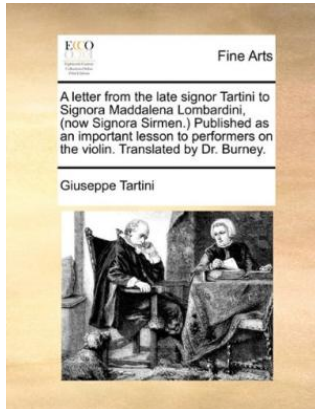 ECCO
Fine Arts
A letter from the late signor Tartini to
Signora Maddalena Lombardini,
(now Signora Sirmen.) Published as
an important lesson to performers on
the violin. Translated by Dr. Burney.
Giuseppe Tartini